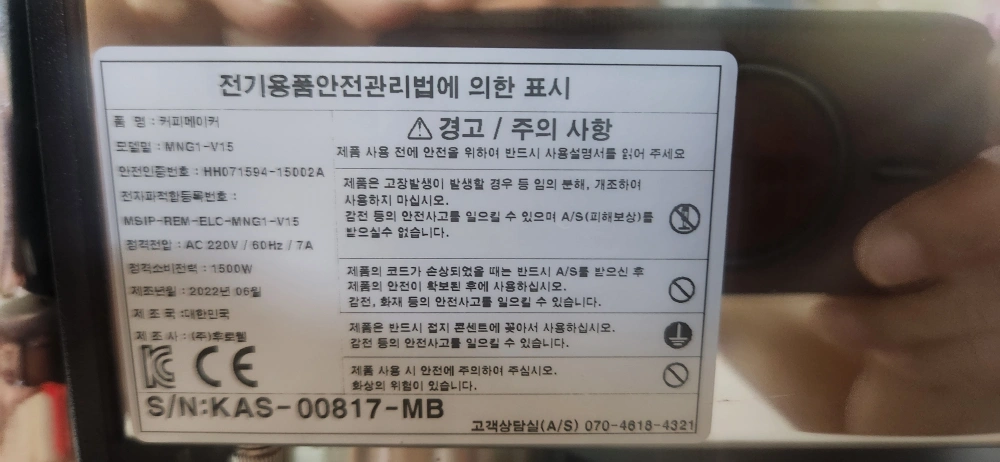 전기용품안전관리법에 의한 표시
품 명 : 커피메이커
모델명 : MNG1-V15
안전인증번호 : HH071594-15002A
전자파적합등록번호 :
MSIP-REM-ELC-MNG1-V15
정격전압 : AC 220V / 60Hz / 7A
정격소비전력 : 1500W
제조년월 : 2022년 06월
제 조 국 : 대한민국
제 조 사 : (주)후로웰
CE
⚠ 경고 / 주의 사항
제품 사용 전에 안전을 위하여 반드시 사용설명서를 읽어 주세요
제품은 고장발생이 발생할 경우 등 임의 분해, 개조하여
사용하지 마십시오.
감전 등의 안전사고를 일으킬 수 있으며 A/S(피해보상)를
받으실수 없습니다.
제품의 코드가 손상되었을 때는 반드시 A/S를 받으신 후
제품의 안전이 확보된 후에 사용하십시오.
감전, 화재 등의 안전사고를 일으킬 수 있습니다.
제품은 반드시 접지 콘센트에 꽂아서 사용하십시오.
감전 등의 안전사고를 일으킬 수 있습니다.
제품 사용 시 안전에 주의하여 주십시오.
화상의 위험이 있습니다.
S/N:KAS-00817-MB
고객상담실(A/S) 070-4618-4321